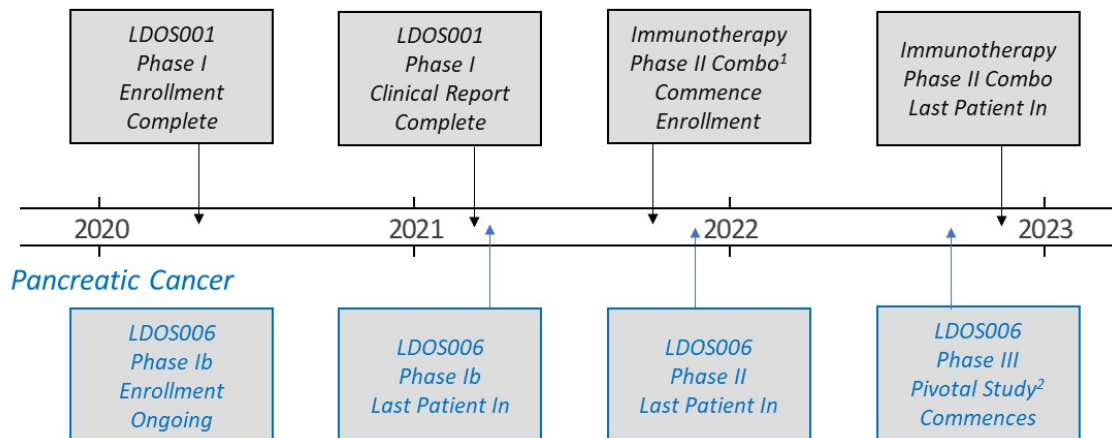 LDOS001
Phase I
Enrollment
Complete
LDOS001
Phase I
Clinical Report
Complete
Immunotherapy
Phase II Combo1
Commence
Enrollment
Immunotherapy
Phase II Combo
Last Patient In
2020
2021
2022
2023
Pancreatic Cancer
LDOS006
Phase Ib
Enrollment
Ongoing
LDOS006
Phase Ib
Last Patient In
LDOS006
Phase II
Last Patient In
LDOS006
Phase III
Pivotal Study2
Commences